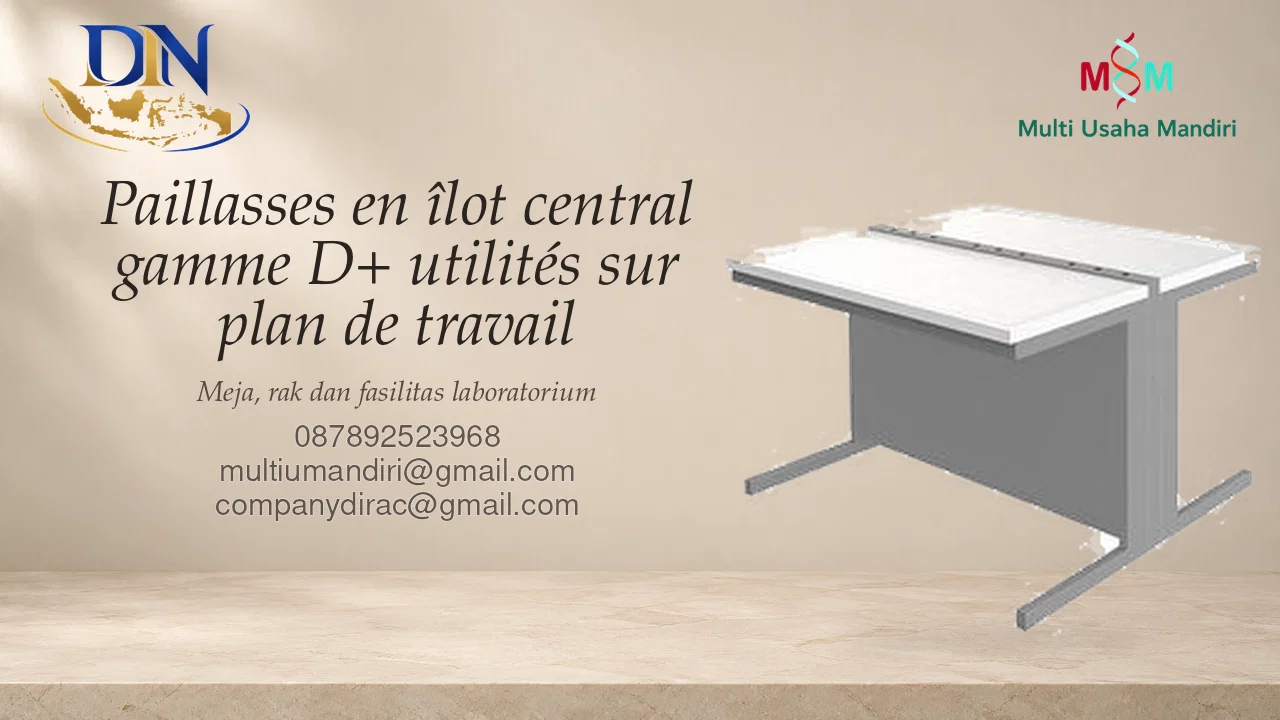 DIN
M M
Multi Usaha Mandiri
Paillasses en îlot central
gamme D+ utilités sur
plan de travail
Meja, rak dan fasilitas laboratorium
087892523968
multiumandiri@gmail.com
companydirac@gmail.com